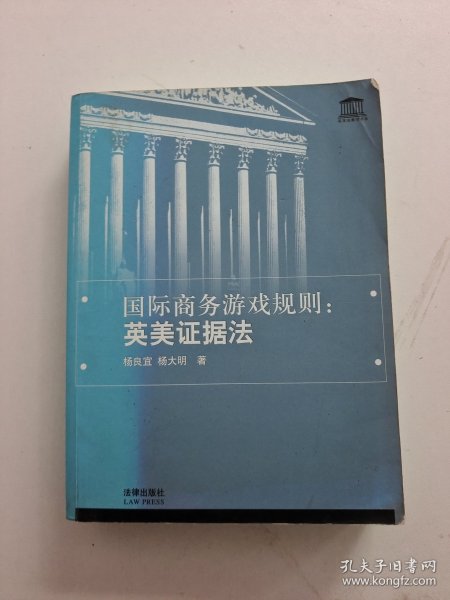 国际商务游戏规则：
英美证据法
杨良宜 杨大明 著
法律出版社
LAW PRESS
孔夫子旧书网
www.kongfz.com